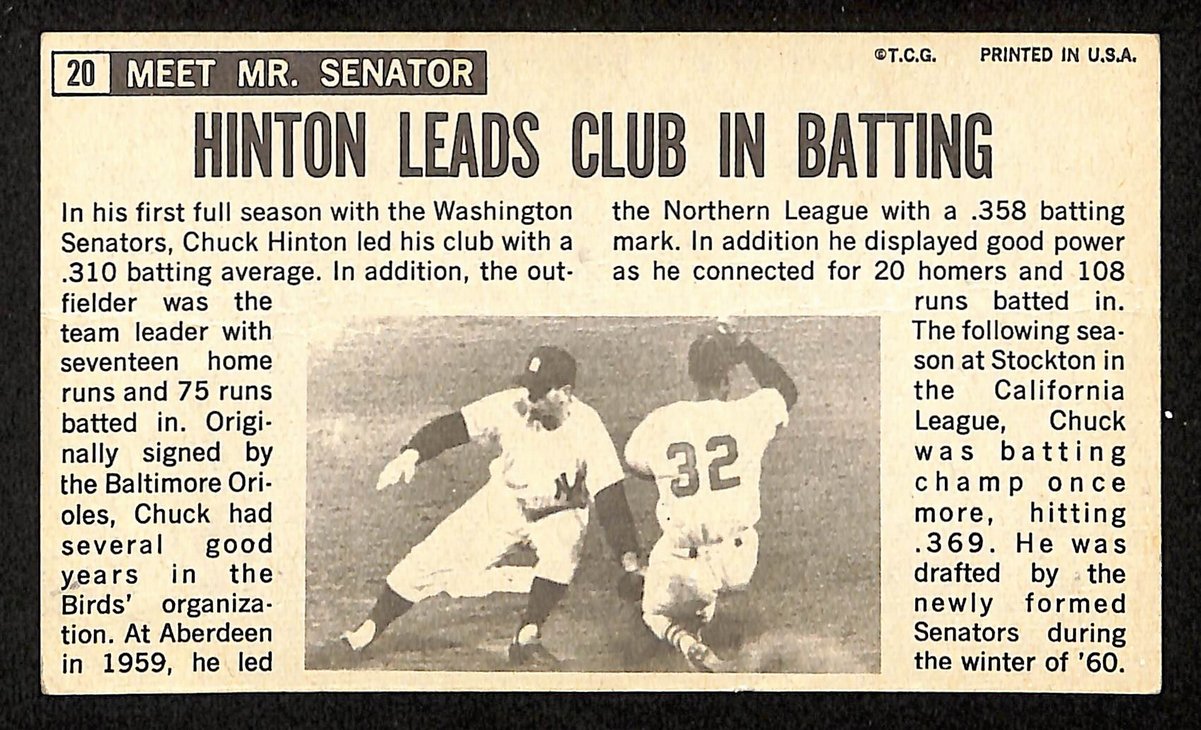 20 MEET MR. SENATOR
©T.C.G. PRINTED IN U.S.A.
HINTON LEADS CLUB IN BATTING
In his first full season with the Washington
Senators, Chuck Hinton led his club with a
.310 batting average. In addition, the out-
fielder was the
team leader with
seventeen home
runs and 75 runs
batted in. Origi-
nally signed by
the Baltimore Ori-
oles, Chuck had
several good
years in the
Birds' organiza-
tion. At Aberdeen
in 1959, he led
the Northern League with a .358 batting
mark. In addition he displayed good power
as he connected for 20 homers and 108
runs batted in.
The following sea-
son at Stockton in
the California
League, Chuck
was batting
champ once
more, hitting
.369. He was
drafted by the
newly formed
Senators during
the winter of '60.
32